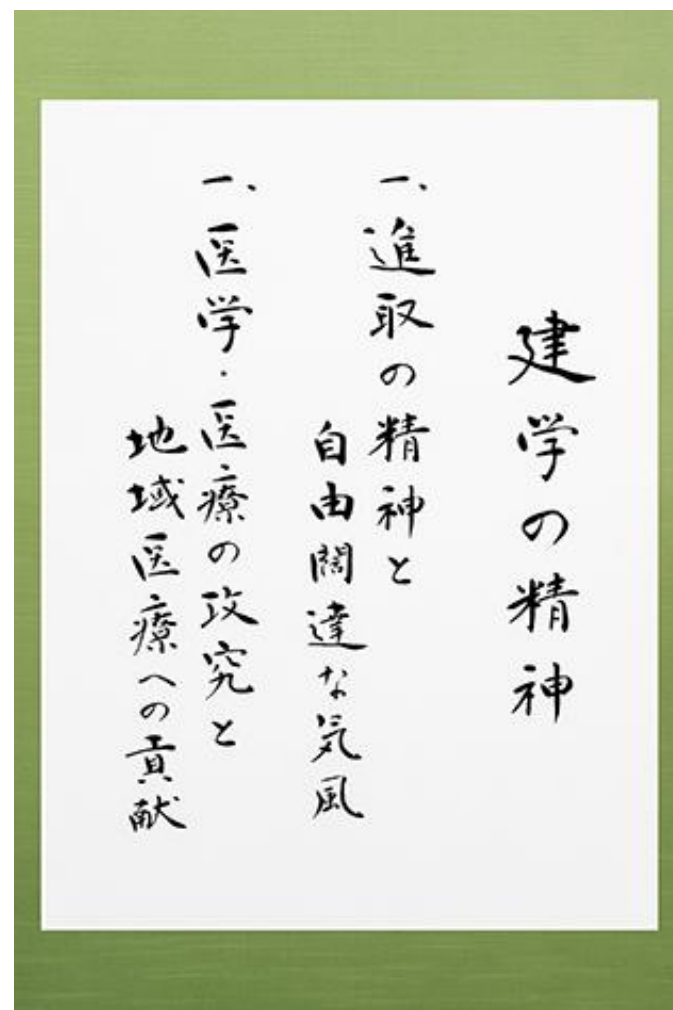 建学の精神
一、進取の精神と
自由闊達な気風
一、医学・医療の攻究と
地域医療への貢献